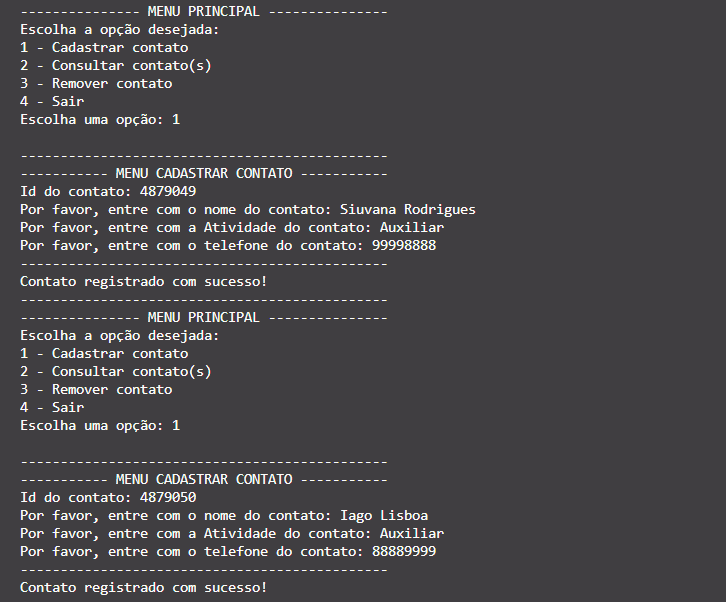 --------------- MENU PRINCIPAL ---------------
Escolha a opção desejada:
1 - Cadastrar contato
2 - Consultar contato(s)
3 - Remover contato
4 - Sair
Escolha uma opção: 1
----------------------------------------------
----------- MENU CADASTRAR CONTATO -----------
Id do contato: 4879049
Por favor, entre com o nome do contato: Siuvana Rodrigues
Por favor, entre com a Atividade do contato: Auxiliar
Por favor, entre com o telefone do contato: 99998888
----------------------------------------------
Contato registrado com sucesso!
----------------------------------------------
--------------- MENU PRINCIPAL ---------------
Escolha a opção desejada:
1 - Cadastrar contato
2 - Consultar contato(s)
3 - Remover contato
4 - Sair
Escolha uma opção: 1
----------------------------------------------
----------- MENU CADASTRAR CONTATO -----------
Id do contato: 4879050
Por favor, entre com o nome do contato: Iago Lisboa
Por favor, entre com a Atividade do contato: Auxiliar
Por favor, entre com o telefone do contato: 88889999
----------------------------------------------
Contato registrado com sucesso!